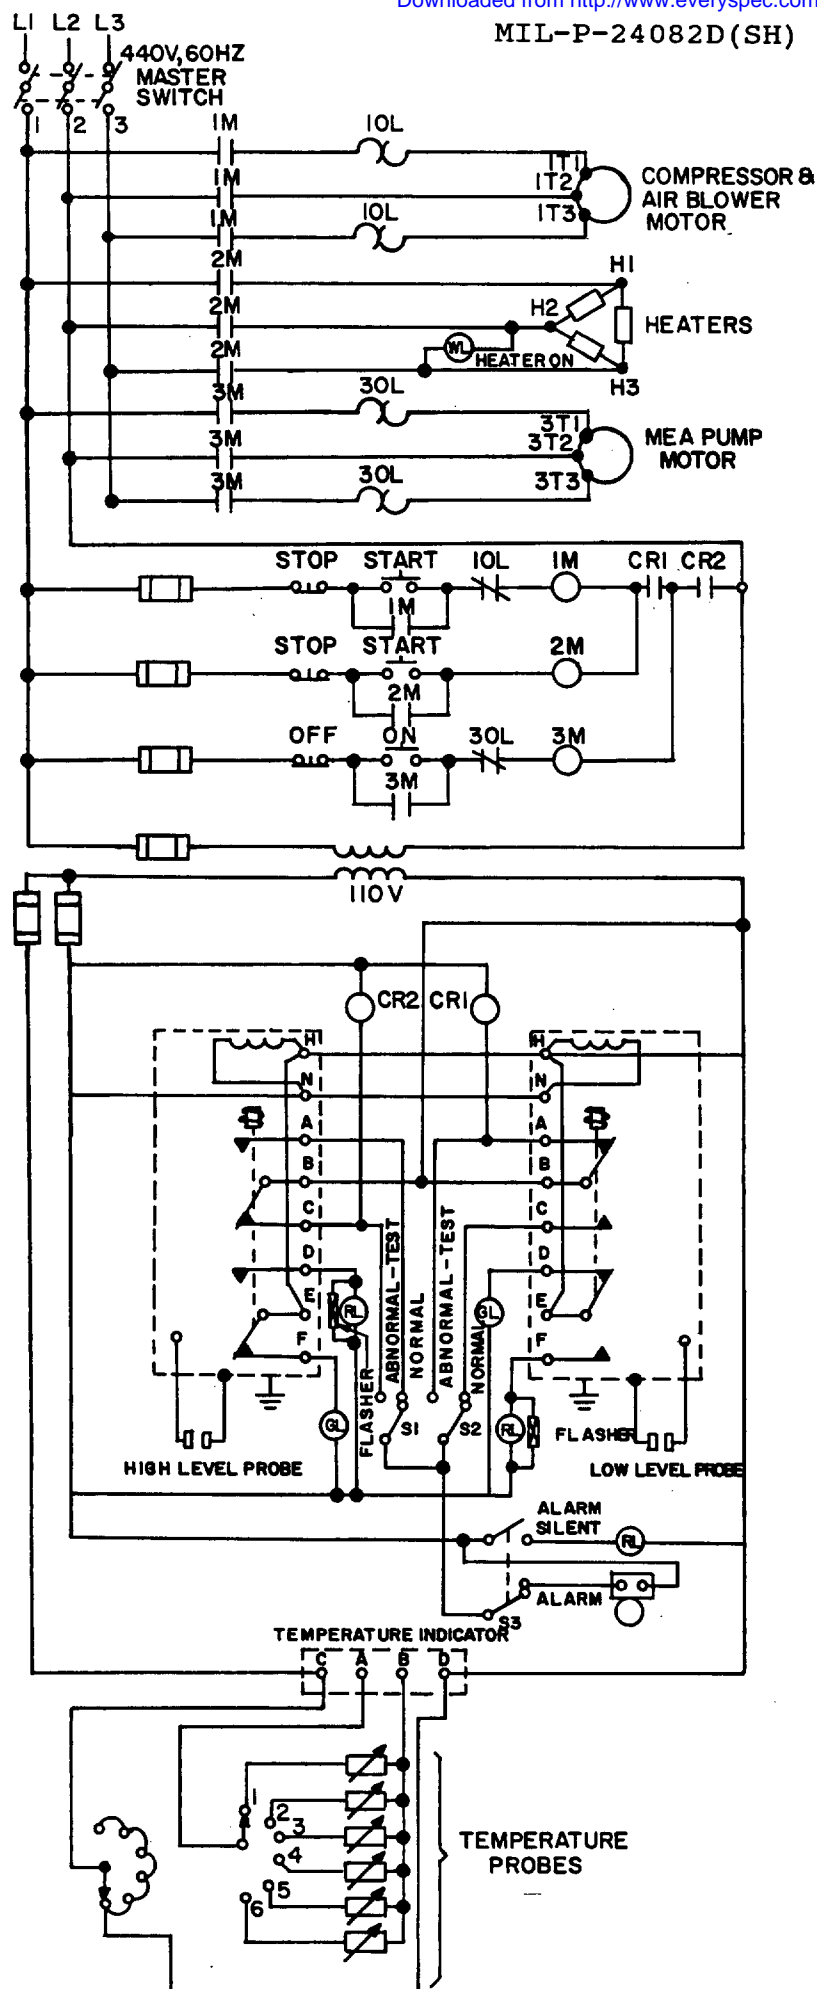 Downloaded from http://www.everyspec.com
MIL-P-24082D(SH)
L1 L2 L3
440V,60HZ
MASTER
SWITCH
1 2 3
1M 1OL 1T1
1M 1T2
COMPRESSOR &
AIR BLOWER
MOTOR
1M 1OL 1T3
2M H1
2M H2
HEATERS
2M WL HEATER ON
H3
3M 3OL 3T1
3M 3T2
MEA PUMP
MOTOR
3M 3OL 3T3
STOP START 1OL 1M CR1 CR2
1M
STOP START 2M
2M
OFF ON 3OL 3M
3M
110V
CR2 CR1
H H
N N
A A
B B
C C
D D
E E
F F
RL GL
ABNORMAL-TEST
NORMAL
ABNORMAL-TEST
NORMAL
FLASHER
GL S1 S2 RL FLASHER
HIGH LEVEL PROBE LOW LEVEL PROBE
ALARM
SILENT
RL
ALARM
S3
TEMPERATURE INDICATOR
C A B D
1
2
3
4
5
6
TEMPERATURE
PROBES